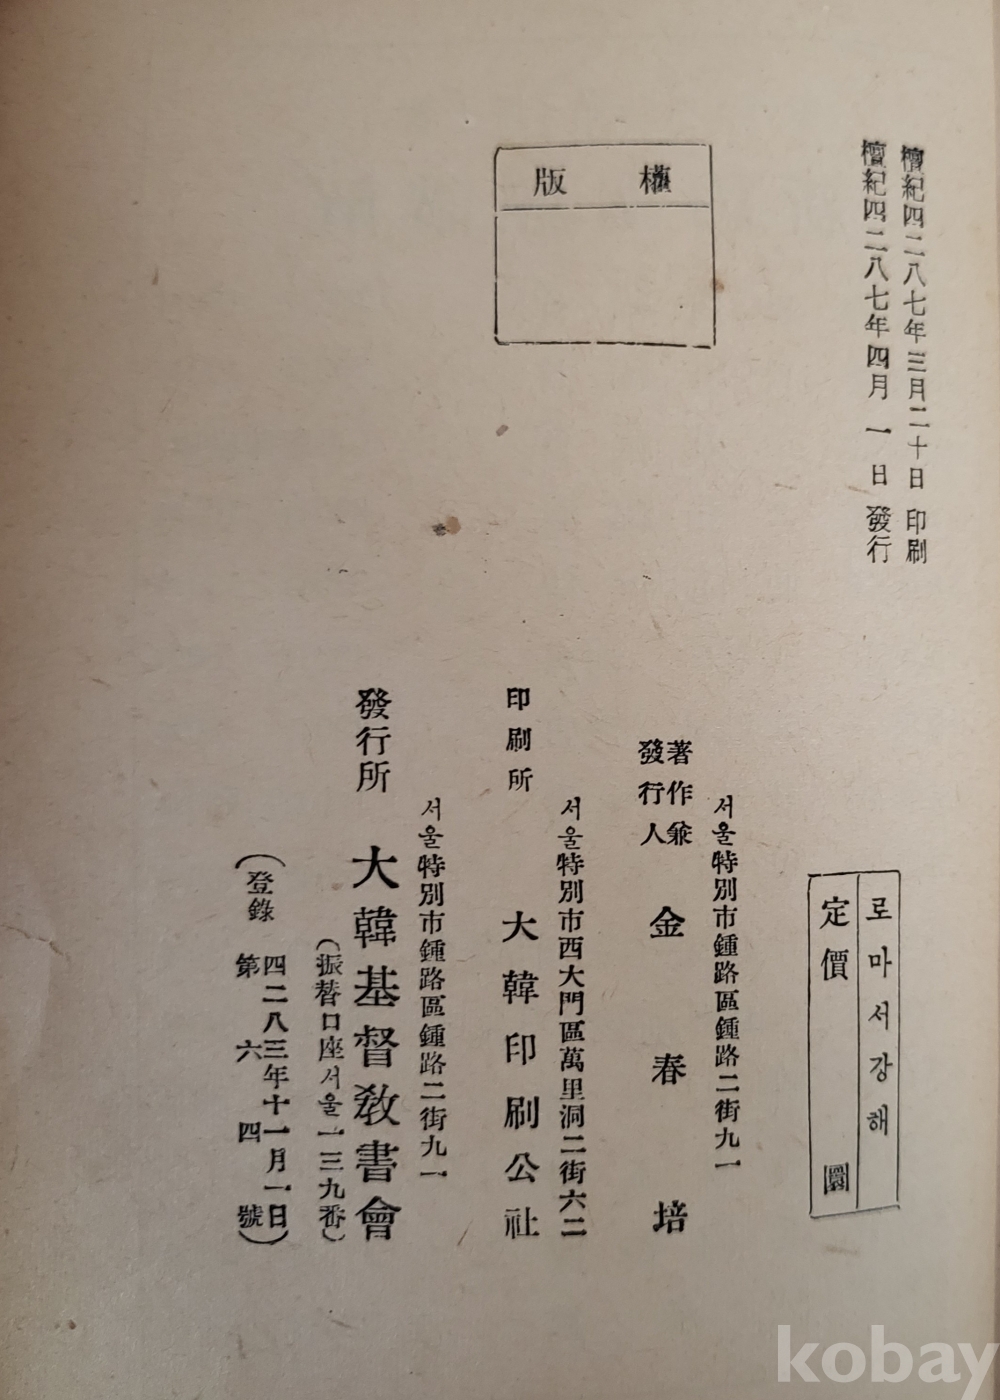 檀紀四二八七年三月二十日 印刷
檀紀四二八七年四月 一 日 發行
版 權
로마서강해
定價 圜
서울特別市鍾路區鍾路二街九一
著作兼
發行人 金春培
서울特別市西大門區萬里洞二街六二
印刷所 大韓印刷公社
서울特別市鍾路區鍾路二街九一
發行所 大韓基督敎書會
(振替口座서울一三九番)
(登錄 四二八三年十一月一日
第六四號)
kobay